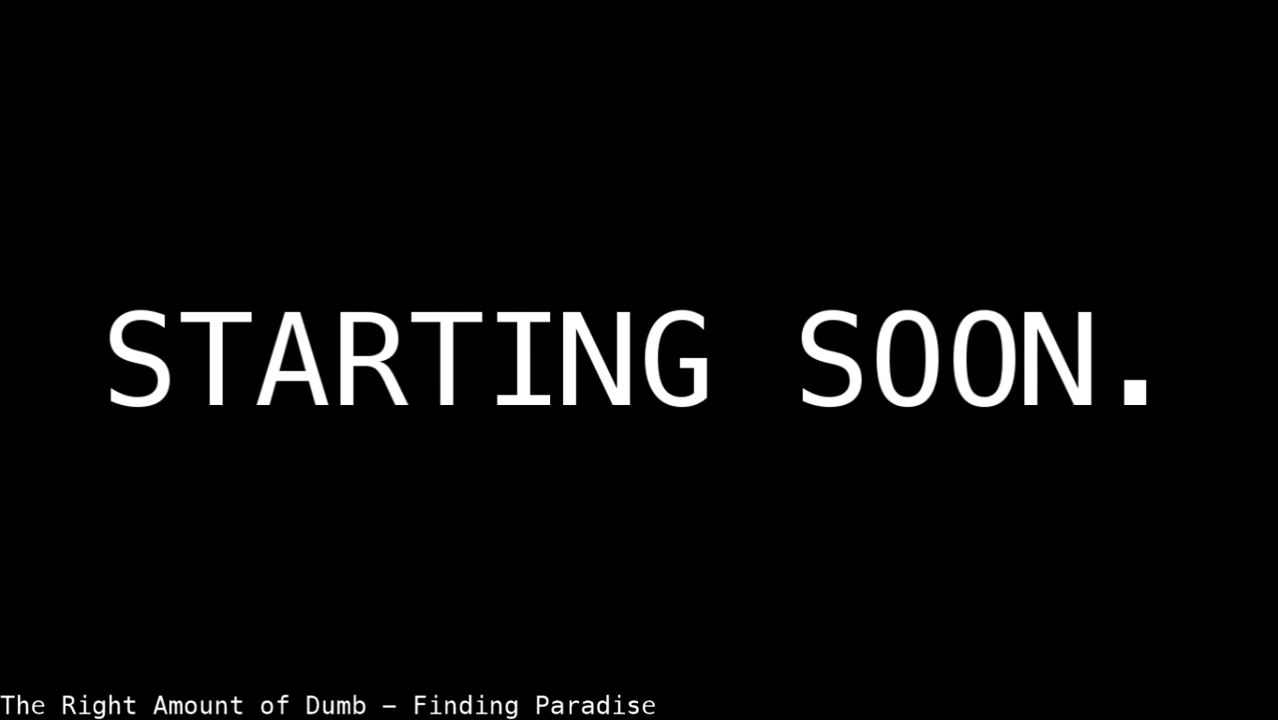 STARTING SOON.
The Right Amount of Dumb – Finding Paradise